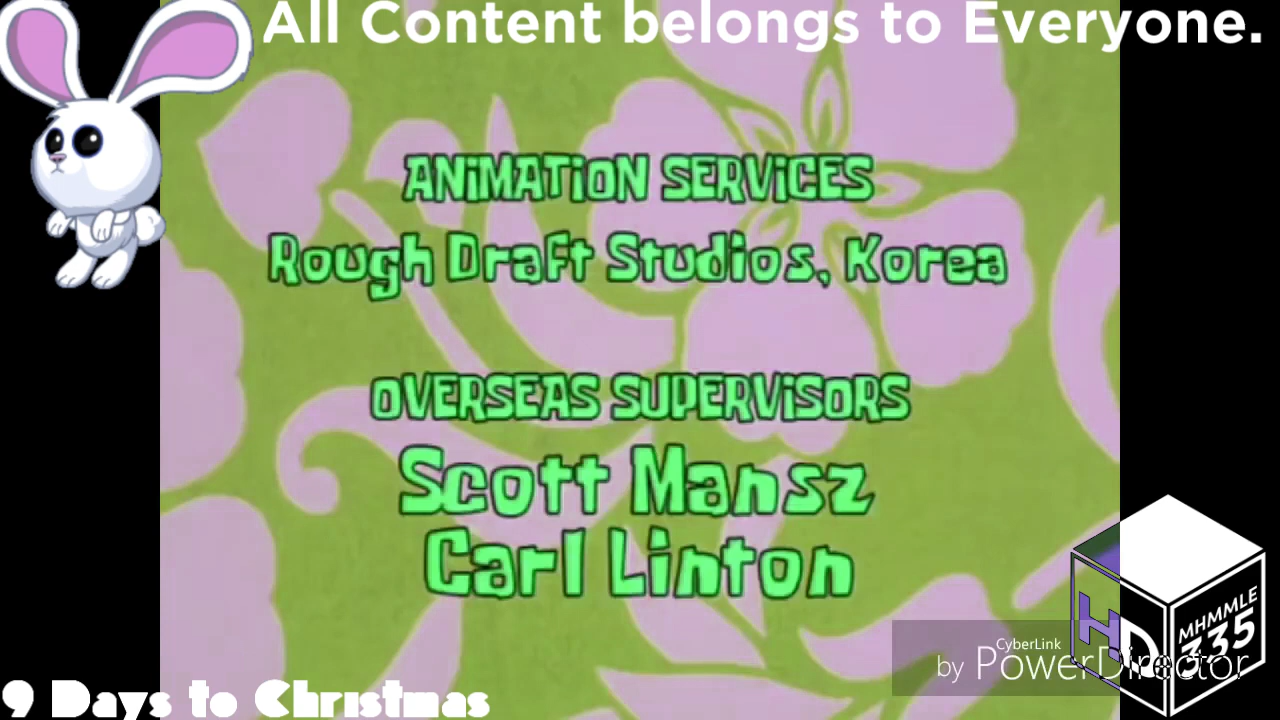 All Content belongs to Everyone.
ANiMATiON SERViCES
Rough Draft Studios, Korea
OVERSEAS SUPERViSORS
Scott Mansz
Carl Linton
HD
MHMMLE
335
CyberLink
by PowerDirector
9 Days to Christmas